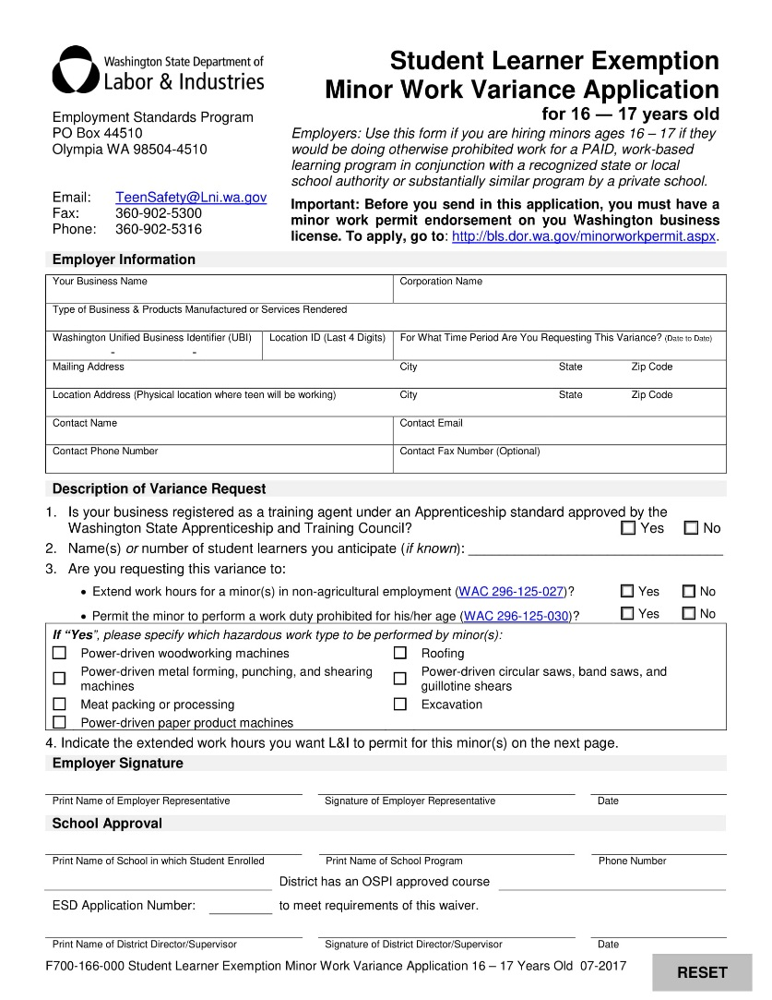 Washington State Department of
Labor & Industries
Student Learner Exemption
Minor Work Variance Application
for 16 — 17 years old
Employment Standards Program
PO Box 44510
Olympia WA 98504-4510
Email: TeenSafety@Lni.wa.gov
Fax: 360-902-5300
Phone: 360-902-5316
Employers: Use this form if you are hiring minors ages 16 – 17 if they
would be doing otherwise prohibited work for a PAID, work-based
learning program in conjunction with a recognized state or local
school authority or substantially similar program by a private school.
Important: Before you send in this application, you must have a
minor work permit endorsement on you Washington business
license. To apply, go to: http://bls.dor.wa.gov/minorworkpermit.aspx.
Employer Information
Your Business Name Corporation Name
Type of Business & Products Manufactured or Services Rendered
Washington Unified Business Identifier (UBI) Location ID (Last 4 Digits) For What Time Period Are You Requesting This Variance? (Date to Date)
- -
Mailing Address City State Zip Code
Location Address (Physical location where teen will be working) City State Zip Code
Contact Name Contact Email
Contact Phone Number Contact Fax Number (Optional)
Description of Variance Request
1. Is your business registered as a training agent under an Apprenticeship standard approved by the
Washington State Apprenticeship and Training Council? Yes No
2. Name(s) or number of student learners you anticipate (if known):
3. Are you requesting this variance to:
• Extend work hours for a minor(s) in non-agricultural employment (WAC 296-125-027)? Yes No
• Permit the minor to perform a work duty prohibited for his/her age (WAC 296-125-030)? Yes No
If “Yes”, please specify which hazardous work type to be performed by minor(s):
Power-driven woodworking machines Roofing
Power-driven metal forming, punching, and shearing
machines
Power-driven circular saws, band saws, and
guillotine shears
Meat packing or processing Excavation
Power-driven paper product machines
4. Indicate the extended work hours you want L&I to permit for this minor(s) on the next page.
Employer Signature
Print Name of Employer Representative Signature of Employer Representative Date
School Approval
Print Name of School in which Student Enrolled Print Name of School Program Phone Number
District has an OSPI approved course
ESD Application Number: to meet requirements of this waiver.
Print Name of District Director/Supervisor Signature of District Director/Supervisor Date
F700-166-000 Student Learner Exemption Minor Work Variance Application 16 – 17 Years Old 07-2017
RESET